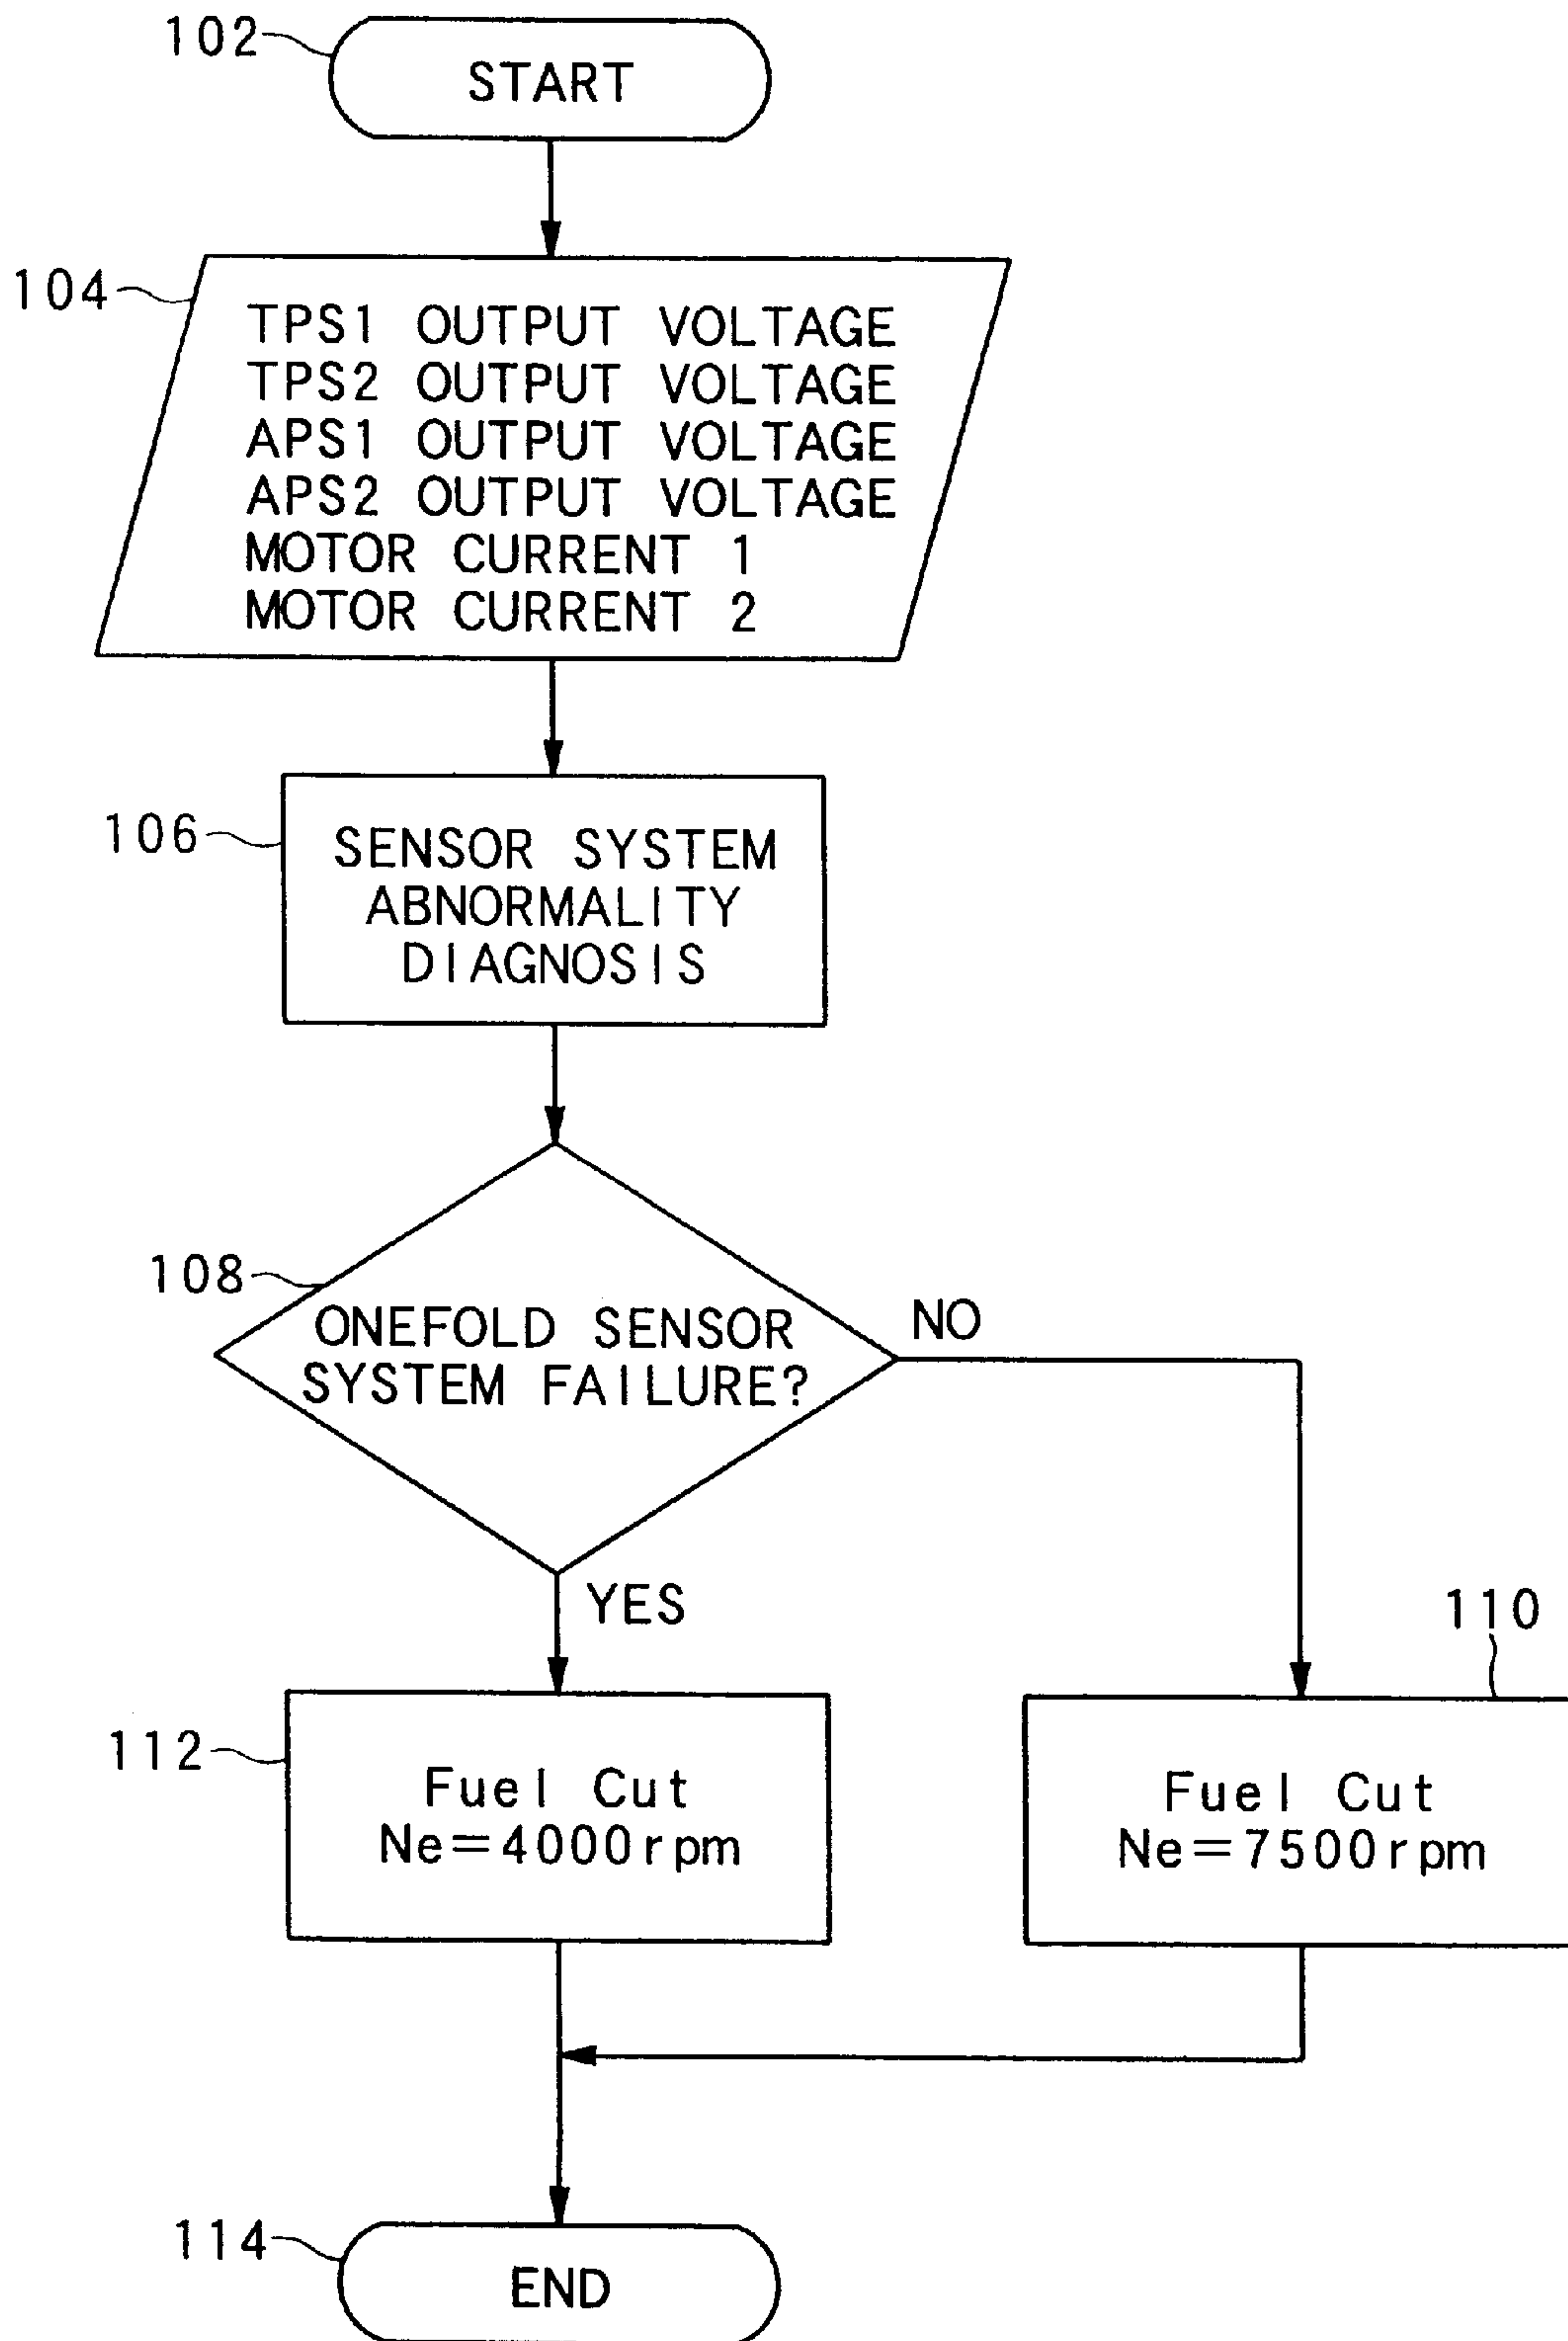 102
START
104
TPS1 OUTPUT VOLTAGE
TPS2 OUTPUT VOLTAGE
APS1 OUTPUT VOLTAGE
APS2 OUTPUT VOLTAGE
MOTOR CURRENT 1
MOTOR CURRENT 2
106
SENSOR SYSTEM
ABNORMALITY
DIAGNOSIS
108
ONEFOLD SENSOR
SYSTEM FAILURE?
NO
YES
110
112
Fuel Cut
Ne=4000rpm
Fuel Cut
Ne=7500rpm
114
END